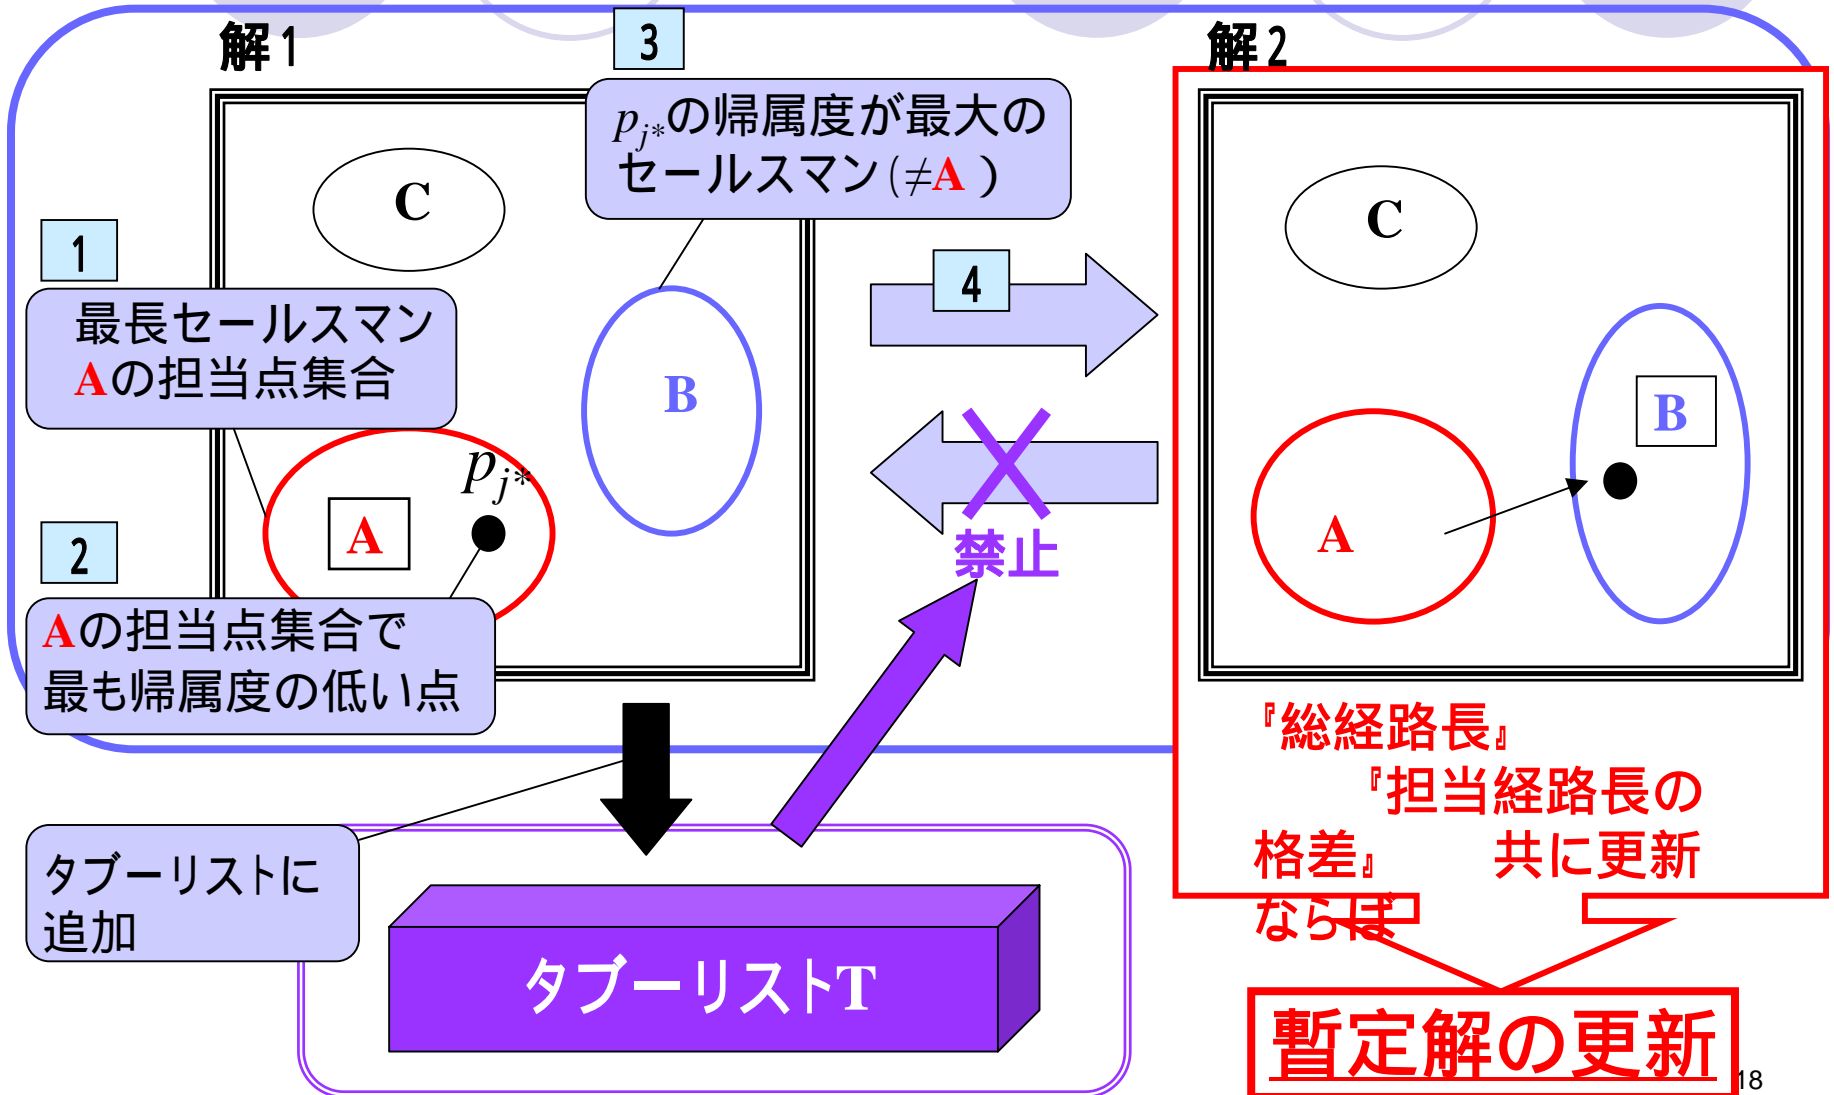 解1
3
解2
p_{j*}の帰属度が最大の
セールスマン(≠A )
C
C
1
4
最長セールスマン
Aの担当点集合
B
B
p_{j*}
A
A
2
禁止
Aの担当点集合で
最も帰属度の低い点
『総経路長』
『担当経路長の
格差』 共に更新
ならば
タブーリストに
追加
タブーリストT
暫定解の更新
18